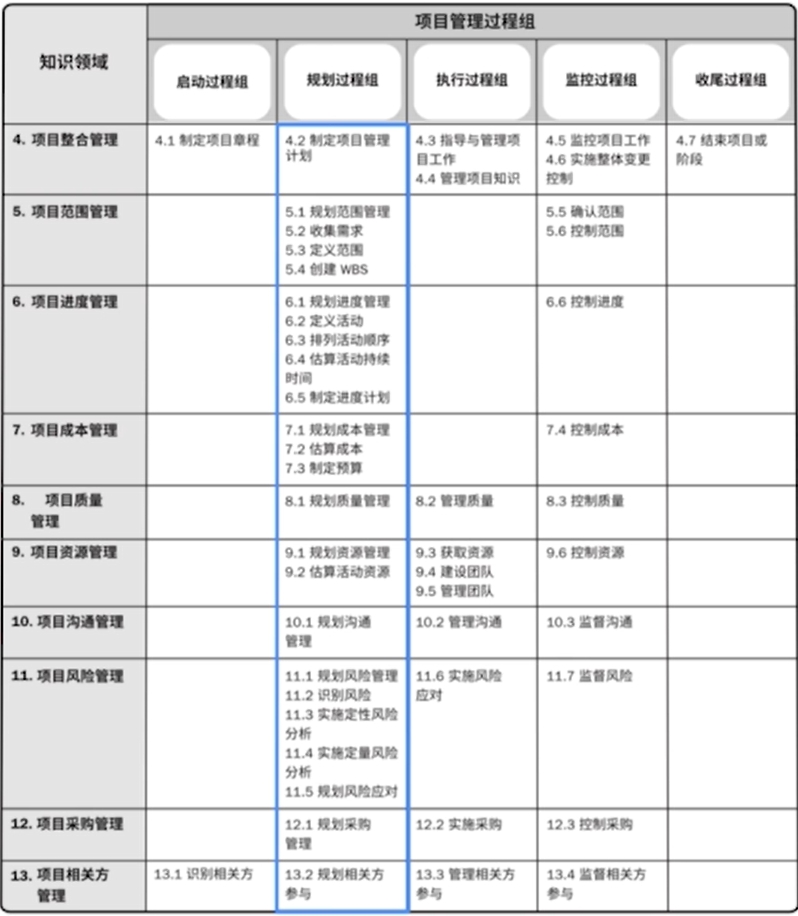 项目管理过程组
知识领域
启动过程组
规划过程组
执行过程组
监控过程组
收尾过程组
4. 项目整合管理
4.1 制定项目章程
4.2 制定项目管理
计划
4.3 指导与管理项
目工作
4.4 管理项目知识
4.5 监控项目工作
4.6 实施整体变更
控制
4.7 结束项目或
阶段
5. 项目范围管理
5.1 规划范围管理
5.2 收集需求
5.3 定义范围
5.4 创建 WBS
5.5 确认范围
5.6 控制范围
6. 项目进度管理
6.1 规划进度管理
6.2 定义活动
6.3 排列活动顺序
6.4 估算活动持续
时间
6.5 制定进度计划
6.6 控制进度
7. 项目成本管理
7.1 规划成本管理
7.2 估算成本
7.3 制定预算
7.4 控制成本
8. 项目质量
管理
8.1 规划质量管理
8.2 管理质量
8.3 控制质量
9. 项目资源管理
9.1 规划资源管理
9.2 估算活动资源
9.3 获取资源
9.4 建设团队
9.5 管理团队
9.6 控制资源
10. 项目沟通管理
10.1 规划沟通
管理
10.2 管理沟通
10.3 监督沟通
11. 项目风险管理
11.1 规划风险管理
11.2 识别风险
11.3 实施定性风险
分析
11.4 实施定量风险
分析
11.5 规划风险应对
11.6 实施风险
应对
11.7 监督风险
12. 项目采购管理
12.1 规划采购
管理
12.2 实施采购
12.3 控制采购
13. 项目相关方
管理
13.1 识别相关方
13.2 规划相关方
参与
13.3 管理相关方
参与
13.4 监督相关方
参与